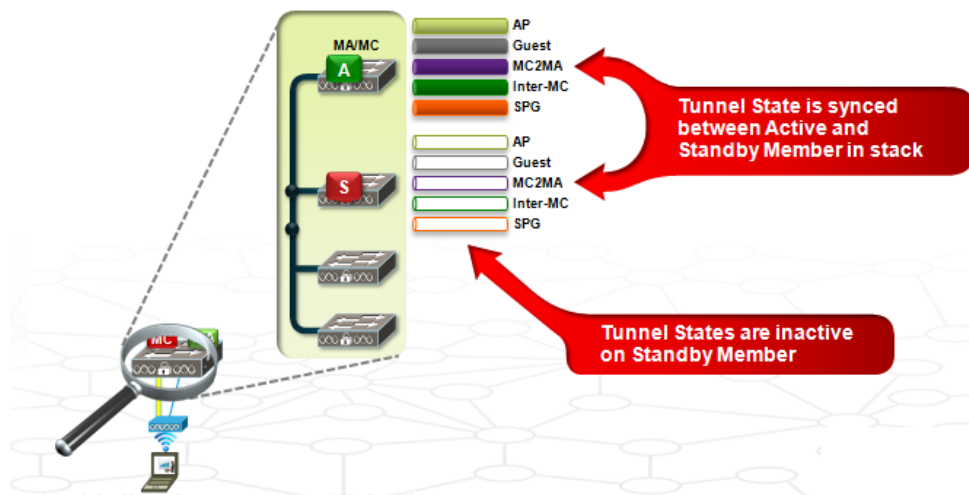 MA/MC
A
AP
Guest
MC2MA
Inter-MC
SPG
Tunnel State is synced
between Active and
Standby Member in stack
S
AP
Guest
MC2MA
Inter-MC
SPG
Tunnel States are inactive
on Standby Member
MC